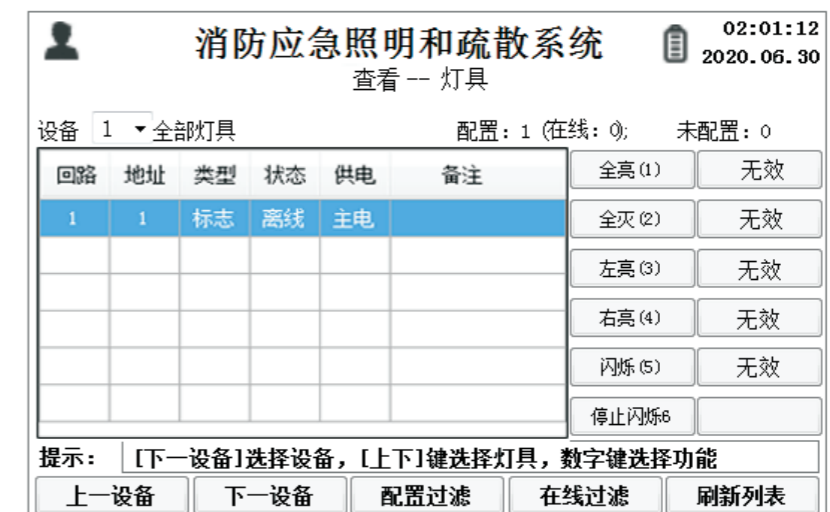 消防应急照明和疏散系统
02:01:12
查看 -- 灯具
2020.06.30
设备 1 全部灯具 配置: 1 (在线: 0); 未配置: 0
回路 地址 类型 状态 供电 备注
1 1 标志 离线 主电
全亮(1) 无效
全灭(2) 无效
左亮(3) 无效
右亮(4) 无效
闪烁(5) 无效
停止闪烁6
提示: [下一设备]选择设备, [上下]键选择灯具, 数字键选择功能
上一设备 下一设备 配置过滤 在线过滤 刷新列表